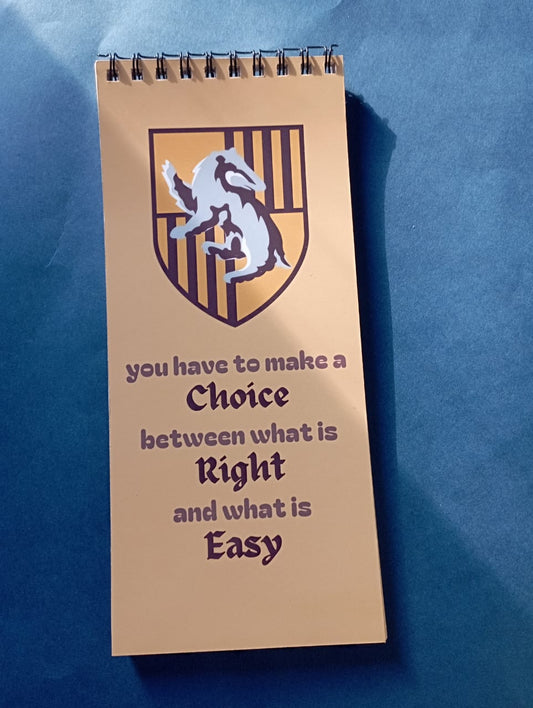 you have to make a
Choice
between what is
Right
and what is
Easy